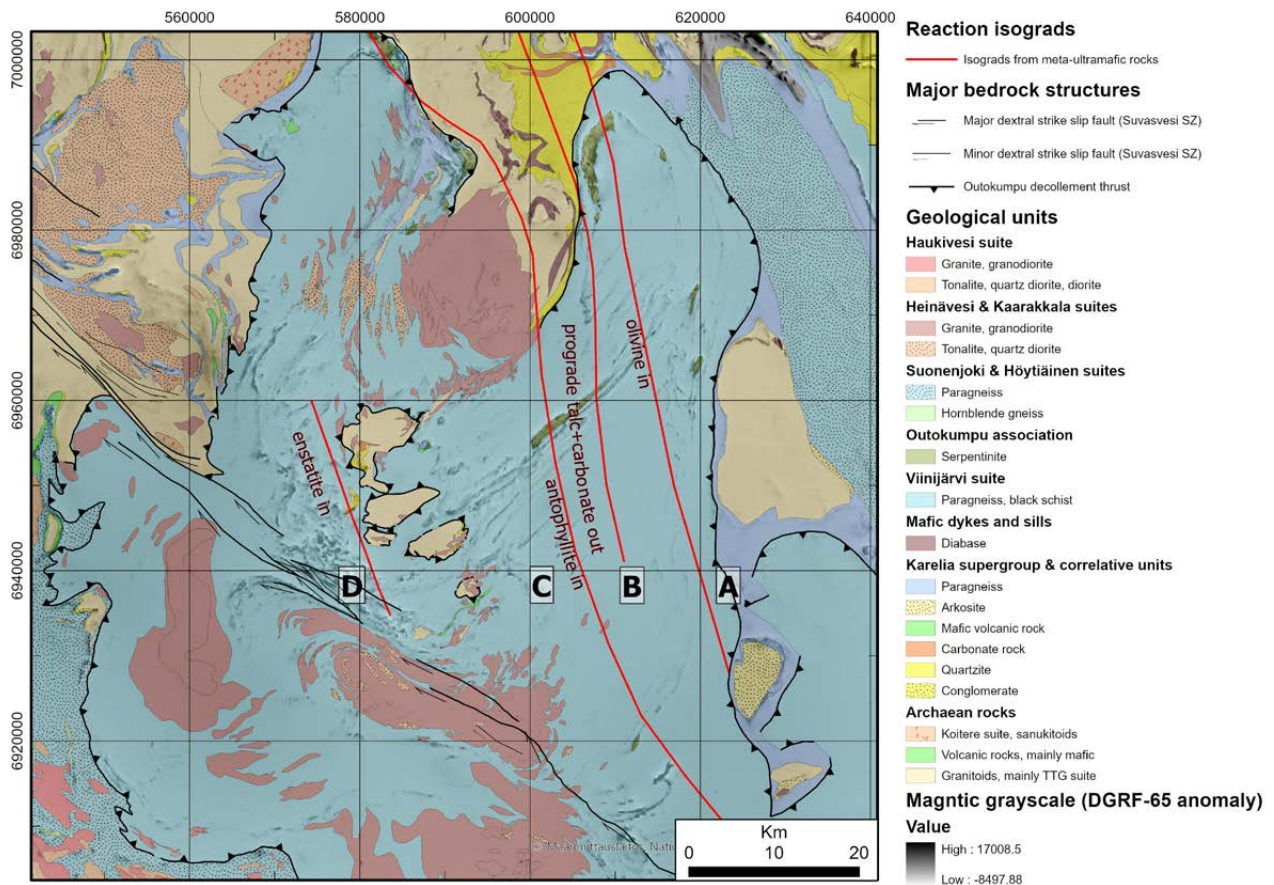 560000 580000 600000 620000 640000
7000000
6980000
6960000
6940000
6920000
olivine in
prograde talc+carbonate out
antophyllite in
enstatite in
D C B A
Km
0 10 20
Reaction isograds
Isograds from meta-ultramafic rocks
Major bedrock structures
Major dextral strike slip fault (Suvasvesi SZ)
Minor dextral strike slip fault (Suvasvesi SZ)
Outokumpu decollement thrust
Geological units
Haukivesi suite
Granite, granodiorite
Tonalite, quartz diorite, diorite
Heinävesi & Kaarakkala suites
Granite, granodiorite
Tonalite, quartz diorite
Suonenjoki & Höytiäinen suites
Paragneiss
Hornblende gneiss
Outokumpu association
Serpentinite
Viinijärvi suite
Paragneiss, black schist
Mafic dykes and sills
Diabase
Karelia supergroup & correlative units
Paragneiss
Arkosite
Mafic volcanic rock
Carbonate rock
Quartzite
Conglomerate
Archaean rocks
Koitere suite, sanukitoids
Volcanic rocks, mainly mafic
Granitoids, mainly TTG suite
Magntic grayscale (DGRF-65 anomaly)
Value
High : 17008.5
Low : -8497.88